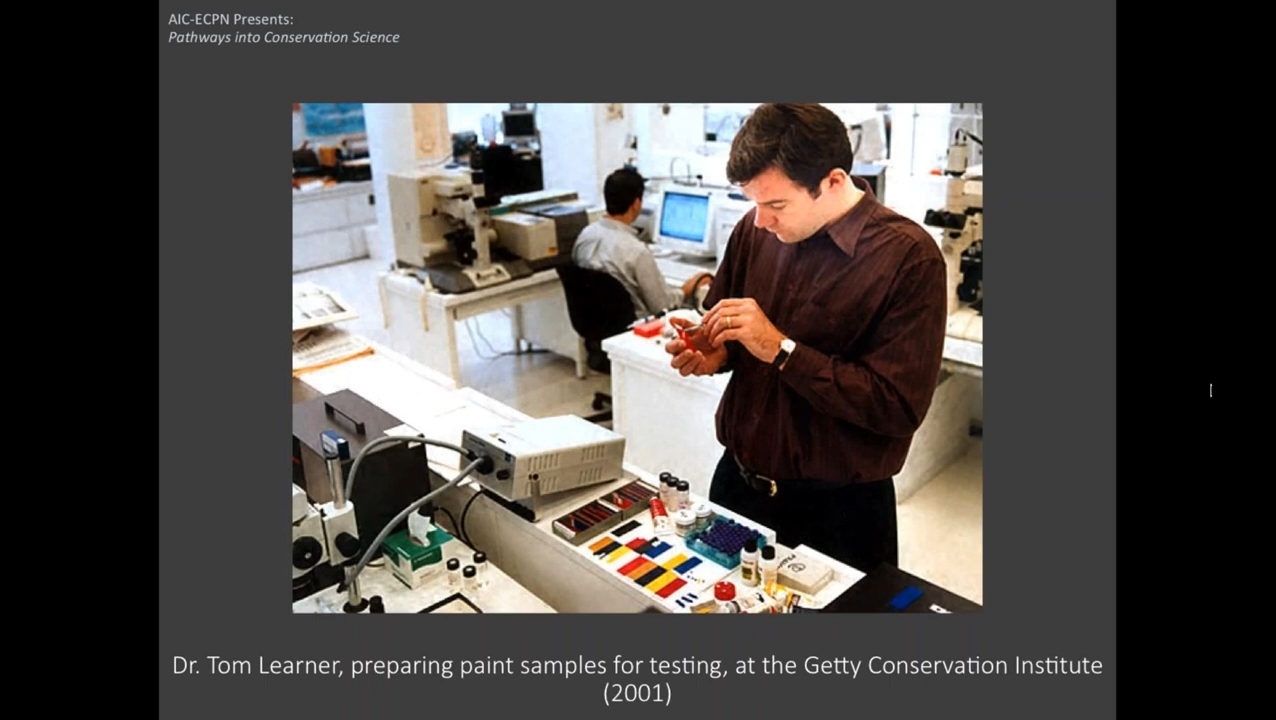 AIC-ECPN Presents:
Pathways into Conservation Science
Dr. Tom Learner, preparing paint samples for testing, at the Getty Conservation Institute
(2001)